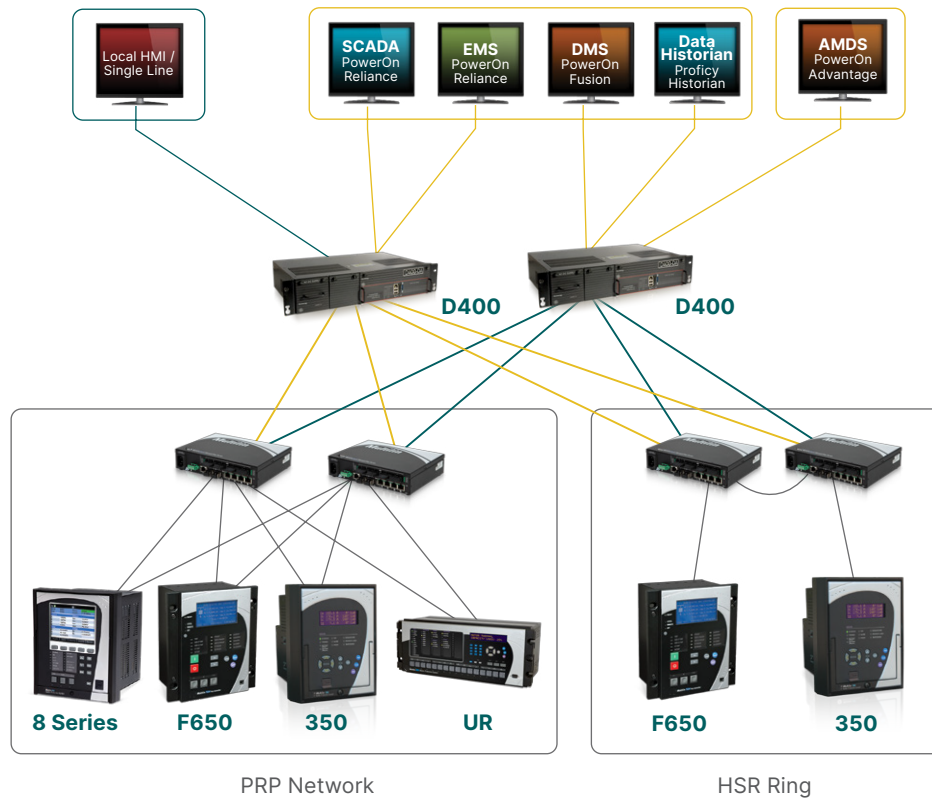 Local HMI /
Single Line
SCADA
PowerOn
Reliance
EMS
PowerOn
Reliance
DMS
PowerOn
Fusion
Data
Historian
Proficy
Historian
AMDS
PowerOn
Advantage
D400
D400
8 Series
F650
350
UR
F650
350
PRP Network
HSR Ring